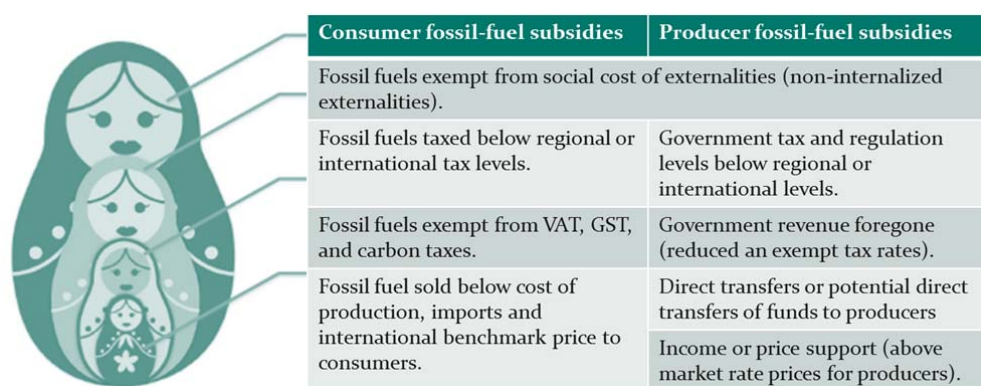 Consumer fossil-fuel subsidies
Producer fossil-fuel subsidies
Fossil fuels exempt from social cost of externalities (non-internalized
externalities).
Fossil fuels taxed below regional or
international tax levels.
Government tax and regulation
levels below regional or
international levels.
Fossil fuels exempt from VAT, GST,
and carbon taxes.
Government revenue foregone
(reduced an exempt tax rates).
Fossil fuel sold below cost of
production, imports and
international benchmark price to
consumers.
Direct transfers or potential direct
transfers of funds to producers
Income or price support (above
market rate prices for producers).